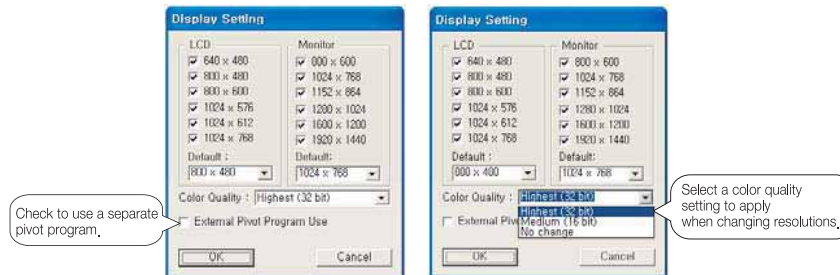 Display Setting
LCD
Monitor
640 x 480
800 x 600
800 x 480
1024 x 768
800 x 600
1152 x 864
1024 x 576
1280 x 1024
1024 x 612
1600 x 1200
1024 x 768
1920 x 1440
Default :
Default:
800 x 480
1024 x 768
Color Quality : Highest (32 bit)
External Pivot Program Use
OK
Cancel
Check to use a separate
pivot program.
Display Setting
LCD
Monitor
640 x 480
800 x 600
800 x 480
1024 x 768
800 x 600
1152 x 864
1024 x 576
1280 x 1024
1024 x 612
1600 x 1200
1024 x 768
1920 x 1440
Default :
Default:
800 x 480
1024 x 768
Color Quality : Highest (32 bit)
Highest (32 bit)
External Piv
Medium (16 bit)
No change
OK
Cancel
Select a color quality
setting to apply
when changing resolutions.